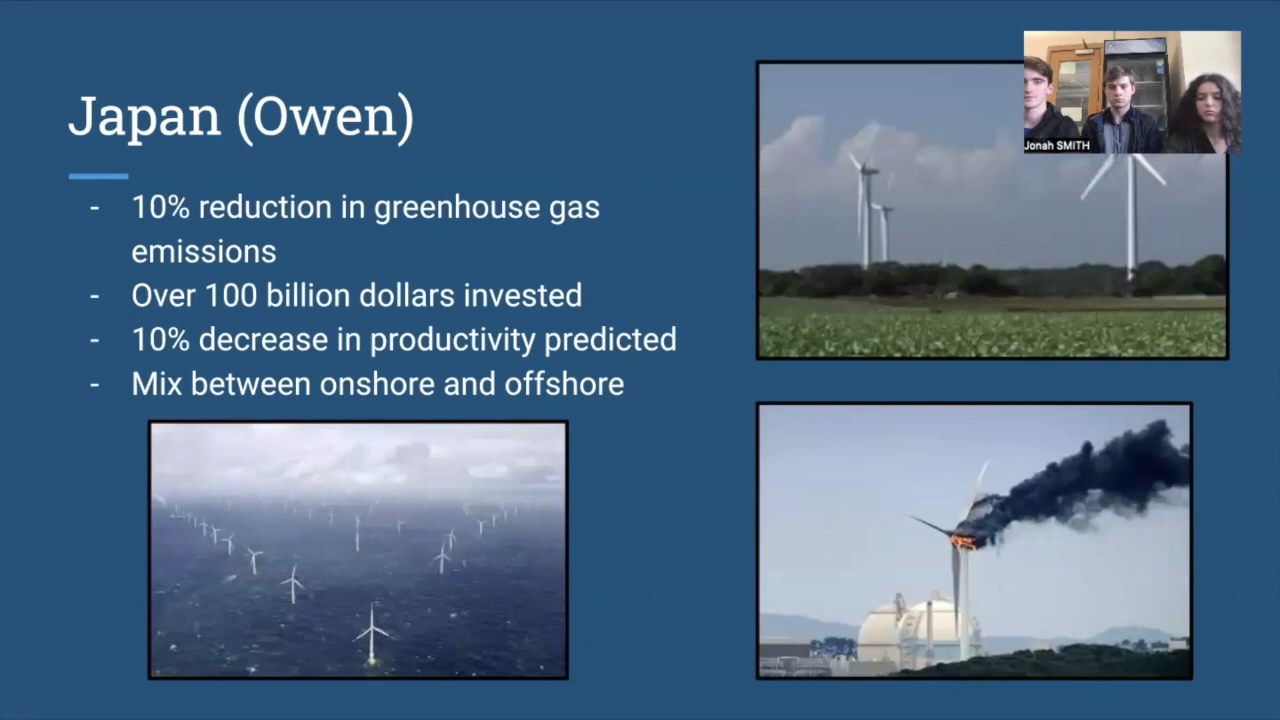 Japan (Owen)
- 10% reduction in greenhouse gas
emissions
- Over 100 billion dollars invested
- 10% decrease in productivity predicted
- Mix between onshore and offshore
Jonah SMITH